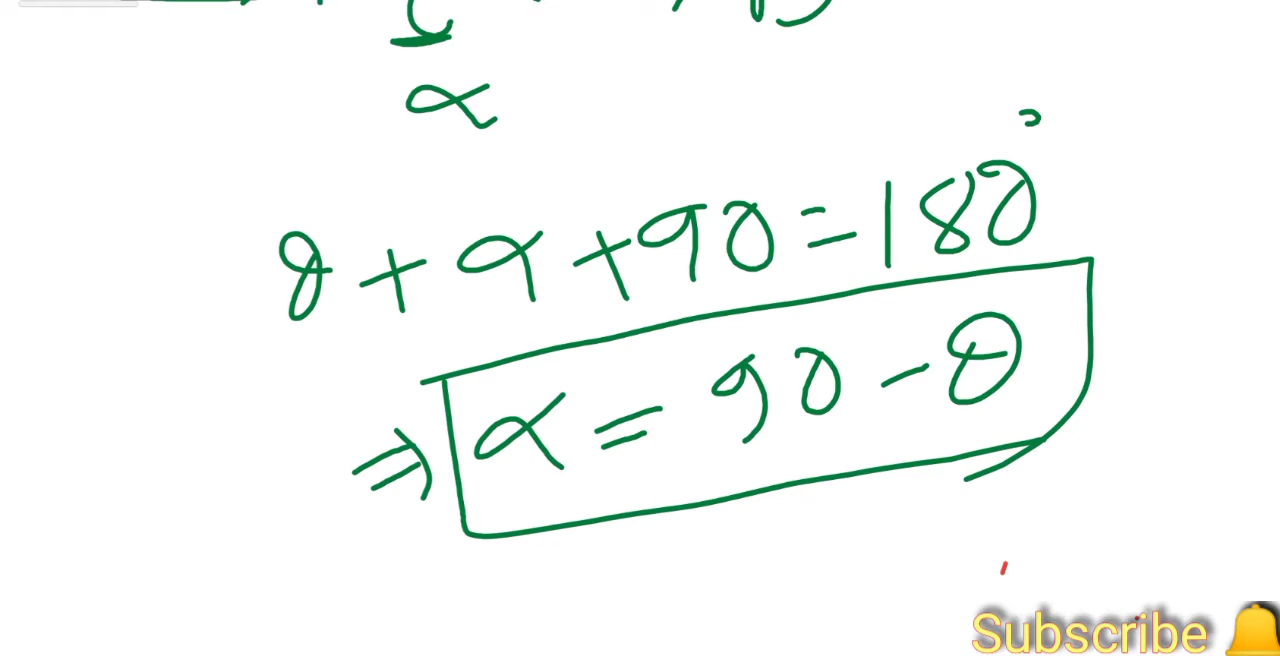 α
θ + α + 90 = 180°
⇒ α = 90 - θ
Subscribe